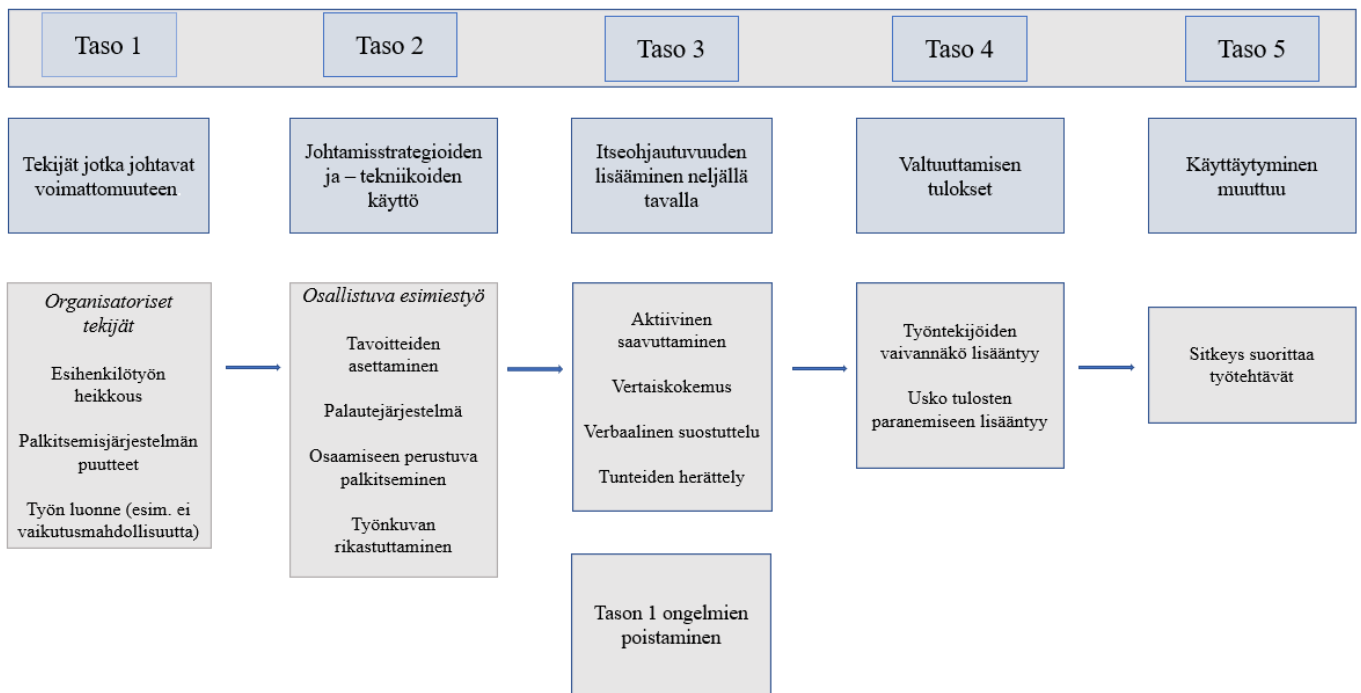 Taso 1
Taso 2
Taso 3
Taso 4
Taso 5
Tekijät jotka johtavat
voimattomuuteen
Johtamisstrategioiden
ja – tekniikoiden
käyttö
Itseohjautuvuuden
lisääminen neljällä
tavalla
Valtuuttamisen
tulokset
Käyttäytyminen
muuttuu
Organisatoriset
tekijät
Esihenkilötyön
heikkous
Palkitsemisjärjestelmän
puutteet
Työn luonne (esim. ei
vaikutusmahdollisuutta)
Osallistuva esimiestyö
Tavoitteiden
asettaminen
Palautejärjestelmä
Osaamiseen perustuva
palkitseminen
Työnkuvan
rikastuttaminen
Aktiivinen
saavuttaminen
Vertaiskokemus
Verbaalinen suostuttelu
Tunteiden herättely
Työntekijöiden
vaivannäkö lisääntyy
Usko tulosten
paranemiseen lisääntyy
Sitkeys suorittaa
työtehtävät
Tason 1 ongelmien
poistaminen